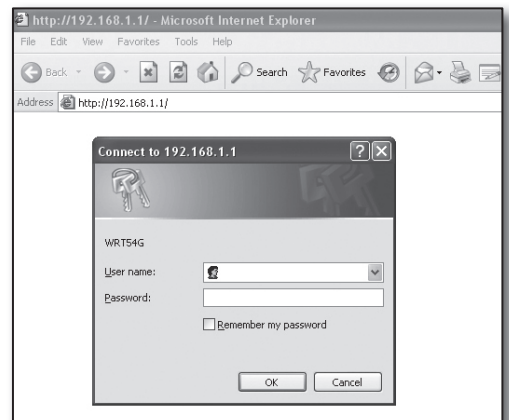 http://192.168.1.1/ - Microsoft Internet Explorer
File Edit View Favorites Tools Help
Back Search Favorites
Address http://192.168.1.1/
Connect to 192.168.1.1
WRT54G
User name:
Password:
Remember my password
OK Cancel